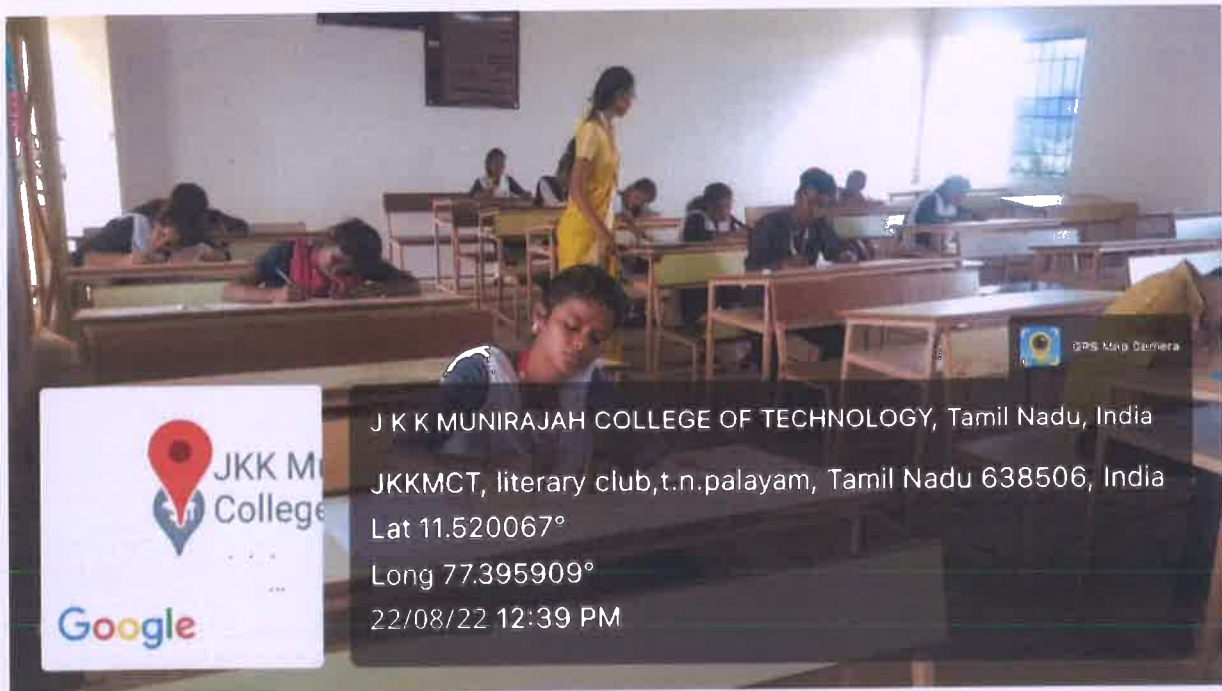 GPS Map Camera
J K K MUNIRAJAH COLLEGE OF TECHNOLOGY, Tamil Nadu, India
JKKMCT, literary club,t.n.palayam, Tamil Nadu 638506, India
Lat 11.520067°
Long 77.395909°
22/08/22 12:39 PM
JKK Mu
College
Google